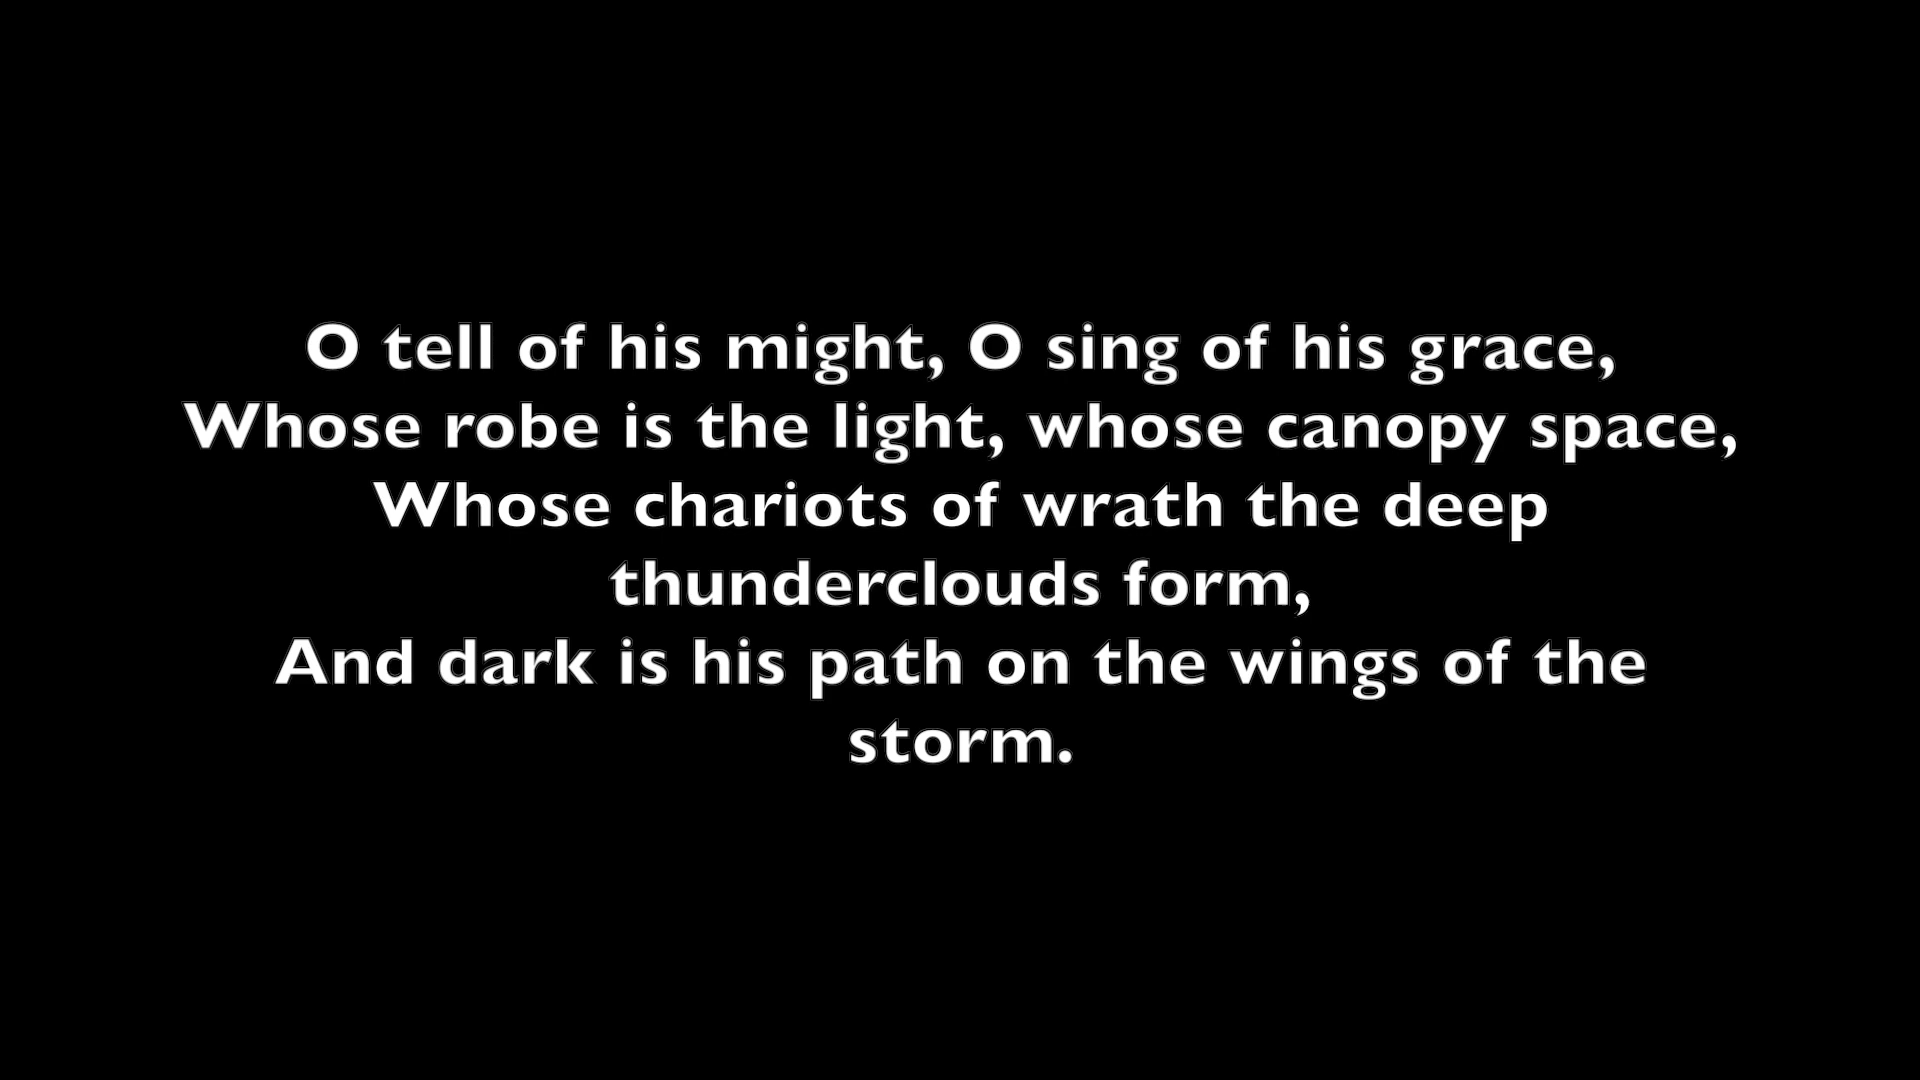 O tell of his might, O sing of his grace,
Whose robe is the light, whose canopy space,
Whose chariots of wrath the deep
thunderclouds form,
And dark is his path on the wings of the
storm.